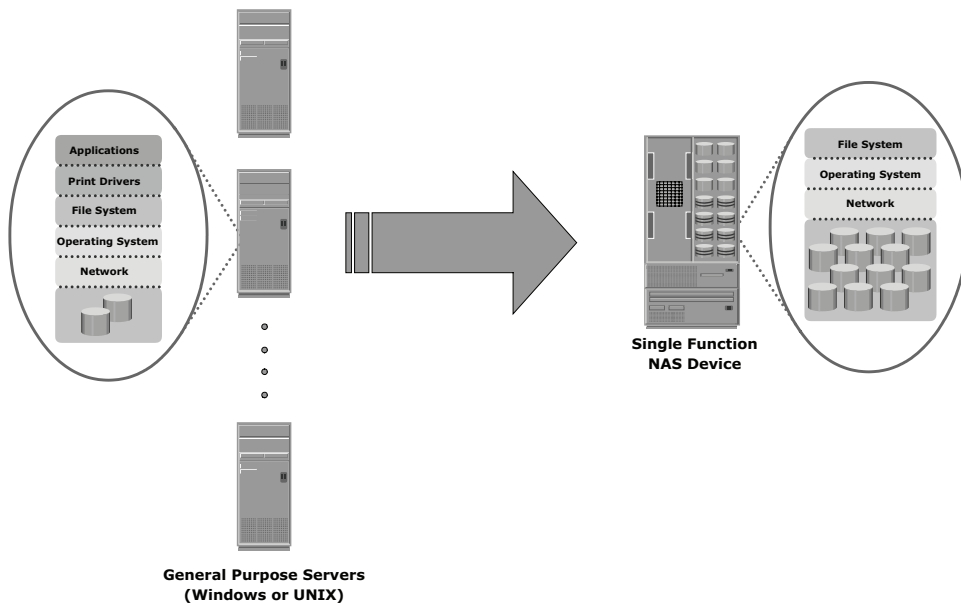 Applications
Print Drivers
File System
Operating System
Network
General Purpose Servers
(Windows or UNIX)
Single Function
NAS Device
File System
Operating System
Network